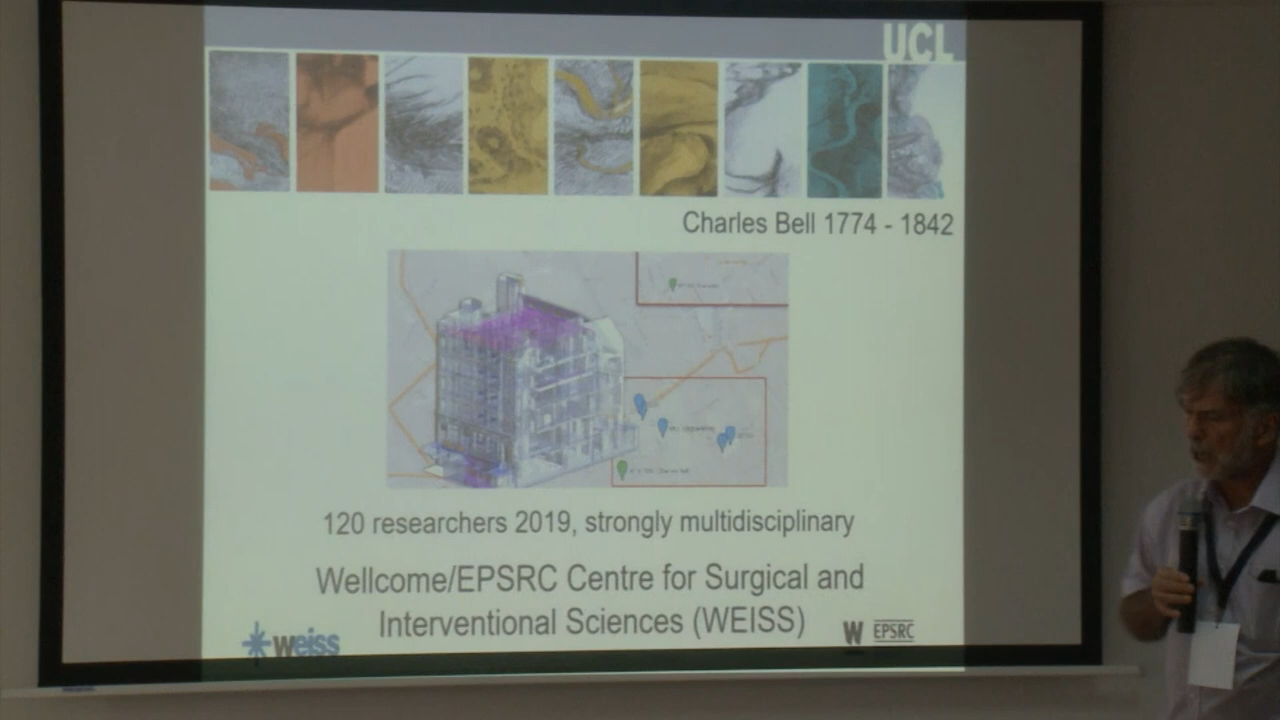 UCL
Charles Bell 1774 - 1842
120 researchers 2019, strongly multidisciplinary
Wellcome/EPSRC Centre for Surgical and
Interventional Sciences (WEISS)
weiss
W EPSRC